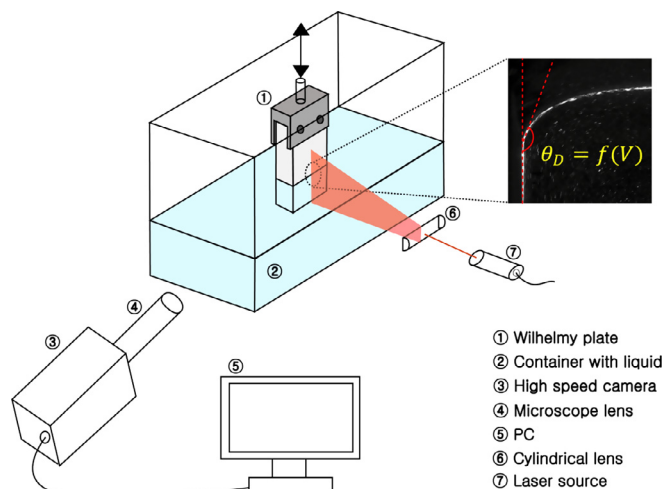 ①
θ_D = f(V)
⑥
⑦
②
④
③
⑤
① Wilhelmy plate
② Container with liquid
③ High speed camera
④ Microscope lens
⑤ PC
⑥ Cylindrical lens
⑦ Laser source